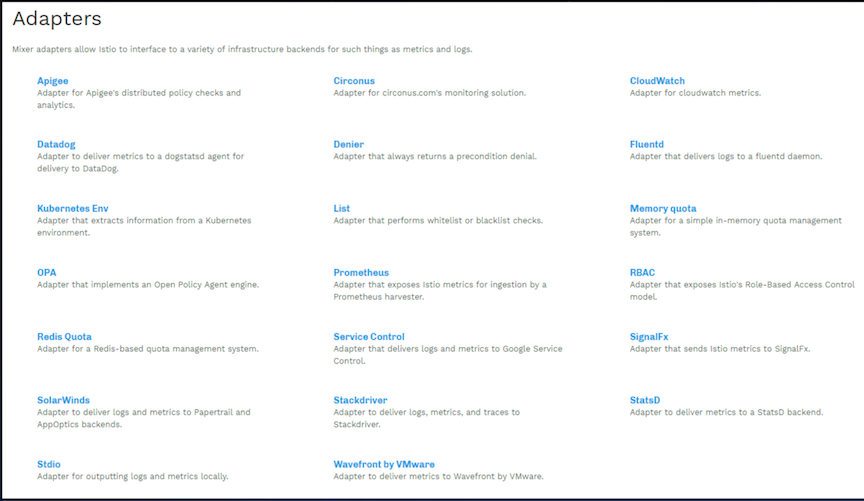 Adapters
Mixer adapters allow Istio to interface to a variety of infrastructure backends for such things as metrics and logs.
Apigee
Adapter for Apigee's distributed policy checks and
analytics.
Circonus
Adapter for circonus.com's monitoring solution.
CloudWatch
Adapter for cloudwatch metrics.
Datadog
Adapter to deliver metrics to a dogstatsd agent for
delivery to DataDog.
Denier
Adapter that always returns a precondition denial.
Fluentd
Adapter that delivers logs to a fluentd daemon.
Kubernetes Env
Adapter that extracts information from a Kubernetes
environment.
List
Adapter that performs whitelist or blacklist checks.
Memory quota
Adapter for a simple in-memory quota management
system.
OPA
Adapter that implements an Open Policy Agent engine.
Prometheus
Adapter that exposes Istio metrics for ingestion by a
Prometheus harvester.
RBAC
Adapter that exposes Istio's Role-Based Access Control
model.
Redis Quota
Adapter for a Redis-based quota management system.
Service Control
Adapter that delivers logs and metrics to Google Service
Control.
SignalFx
Adapter that sends Istio metrics to SignalFx.
SolarWinds
Adapter to deliver logs and metrics to Papertrail and
AppOptics backends.
Stackdriver
Adapter to deliver logs, metrics, and traces to
Stackdriver.
StatsD
Adapter to deliver metrics to a StatsD backend.
Stdio
Adapter for outputting logs and metrics locally.
Wavefront by VMware
Adapter to deliver metrics to Wavefront by VMware.